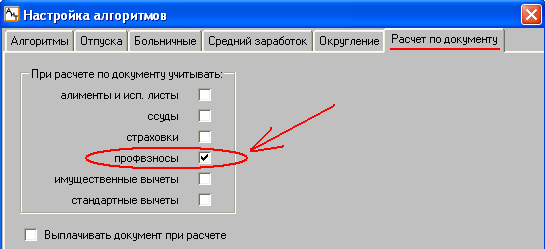 Настройка алгоритмов
Алгоритмы Отпуска Больничные Средний заработок Округление Расчет по документу
При расчете по документу учитывать:
алименты и исп. листы
ссуды
страховки
профвзносы
имущественные вычеты
стандартные вычеты
Выплачивать документ при расчете